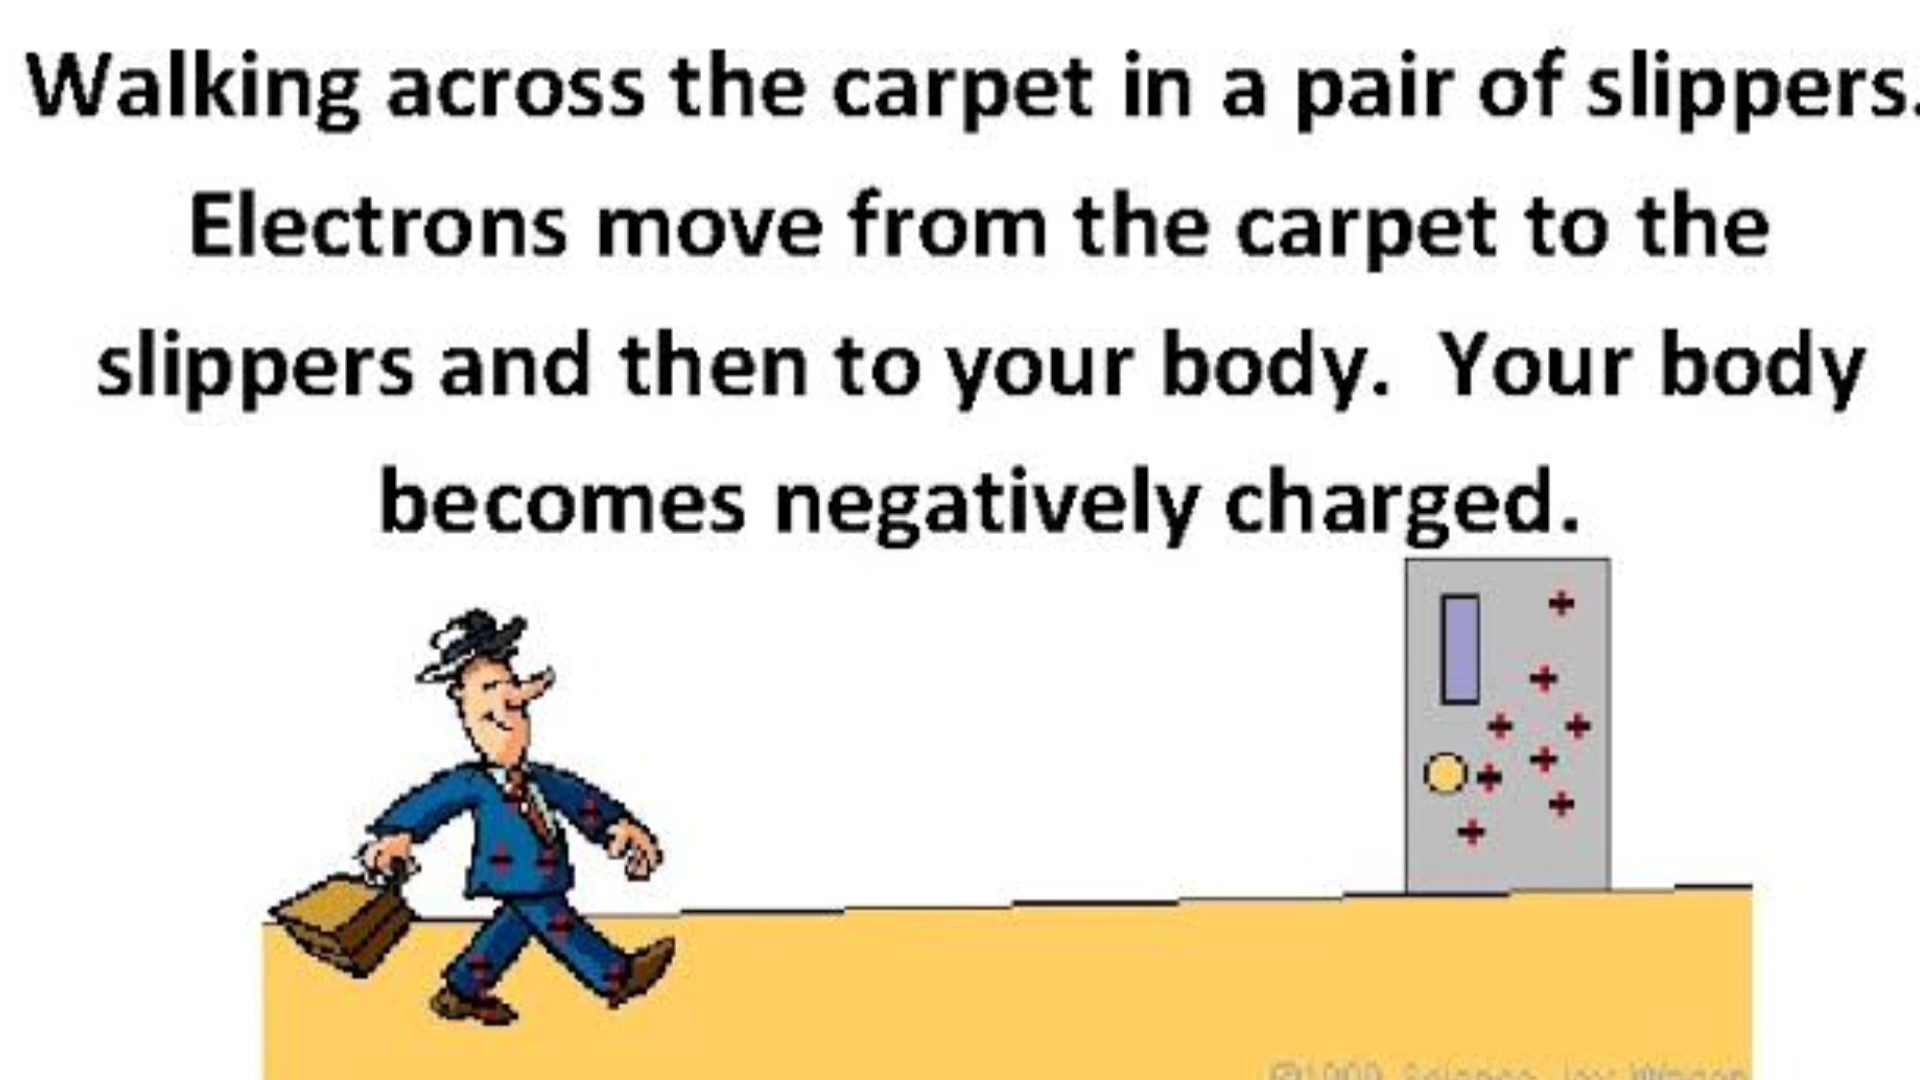 Walking across the carpet in a pair of slippers.
Electrons move from the carpet to the
slippers and then to your body.  Your body
becomes negatively charged.